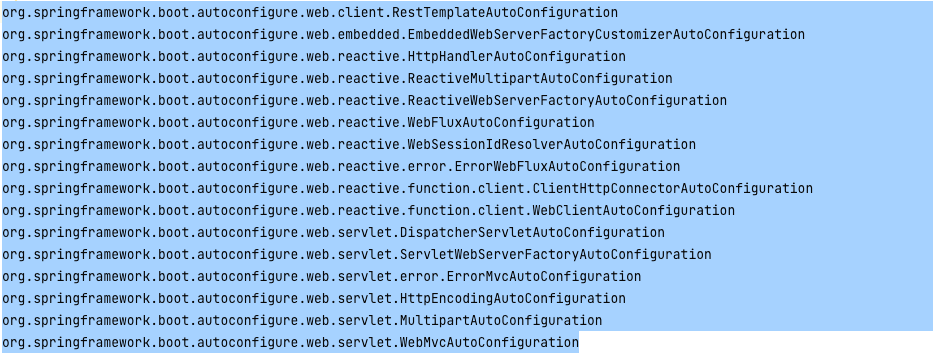 org.springframework.boot.autoconfigure.web.client.RestTemplateAutoConfiguration
org.springframework.boot.autoconfigure.web.embedded.EmbeddedWebServerFactoryCustomizerAutoConfiguration
org.springframework.boot.autoconfigure.web.reactive.HttpHandlerAutoConfiguration
org.springframework.boot.autoconfigure.web.reactive.ReactiveMultipartAutoConfiguration
org.springframework.boot.autoconfigure.web.reactive.ReactiveWebServerFactoryAutoConfiguration
org.springframework.boot.autoconfigure.web.reactive.WebFluxAutoConfiguration
org.springframework.boot.autoconfigure.web.reactive.WebSessionIdResolverAutoConfiguration
org.springframework.boot.autoconfigure.web.reactive.error.ErrorWebFluxAutoConfiguration
org.springframework.boot.autoconfigure.web.reactive.function.client.ClientHttpConnectorAutoConfiguration
org.springframework.boot.autoconfigure.web.reactive.function.client.WebClientAutoConfiguration
org.springframework.boot.autoconfigure.web.servlet.DispatcherServletAutoConfiguration
org.springframework.boot.autoconfigure.web.servlet.ServletWebServerFactoryAutoConfiguration
org.springframework.boot.autoconfigure.web.servlet.error.ErrorMvcAutoConfiguration
org.springframework.boot.autoconfigure.web.servlet.HttpEncodingAutoConfiguration
org.springframework.boot.autoconfigure.web.servlet.MultipartAutoConfiguration
org.springframework.boot.autoconfigure.web.servlet.WebMvcAutoConfiguration